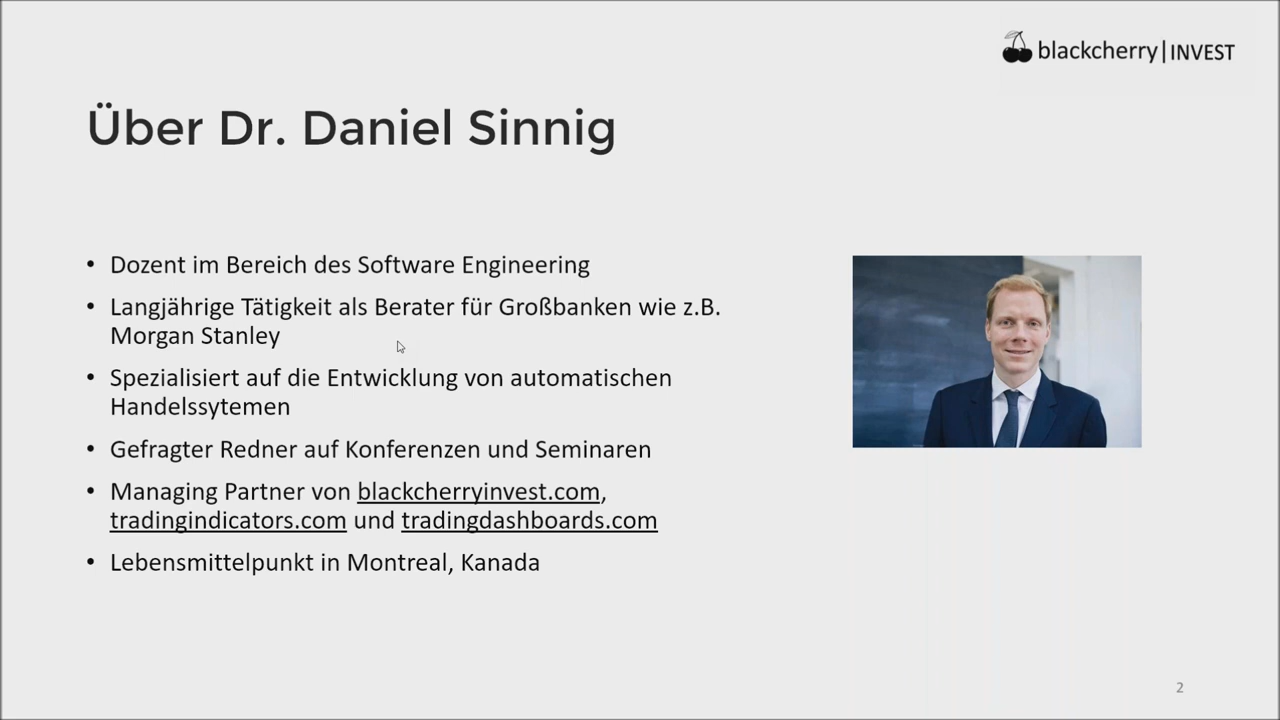 blackcherry|INVEST
Über Dr. Daniel Sinnig
• Dozent im Bereich des Software Engineering
• Langjährige Tätigkeit als Berater für Großbanken wie z.B.
Morgan Stanley
• Spezialisiert auf die Entwicklung von automatischen
Handelssytemen
• Gefragter Redner auf Konferenzen und Seminaren
• Managing Partner von blackcherryinvest.com,
tradingindicators.com und tradingdashboards.com
• Lebensmittelpunkt in Montreal, Kanada
2